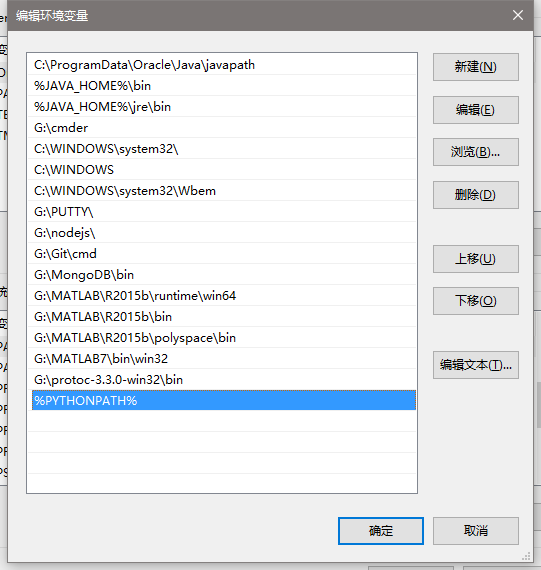 编辑环境变量
C:\ProgramData\Oracle\Java\javapath
%JAVA_HOME%\bin
%JAVA_HOME%\jre\bin
G:\cmder
C:\WINDOWS\system32\
C:\WINDOWS
C:\WINDOWS\system32\Wbem
G:\PUTTY\
G:\nodejs\
G:\Git\cmd
G:\MongoDB\bin
G:\MATLAB\R2015b\runtime\win64
G:\MATLAB\R2015b\bin
G:\MATLAB\R2015b\polyspace\bin
G:\MATLAB7\bin\win32
G:\protoc-3.3.0-win32\bin
%PYTHONPATH%
新建(N)
编辑(E)
浏览(B)...
删除(D)
上移(U)
下移(O)
编辑文本(T)...
确定
取消